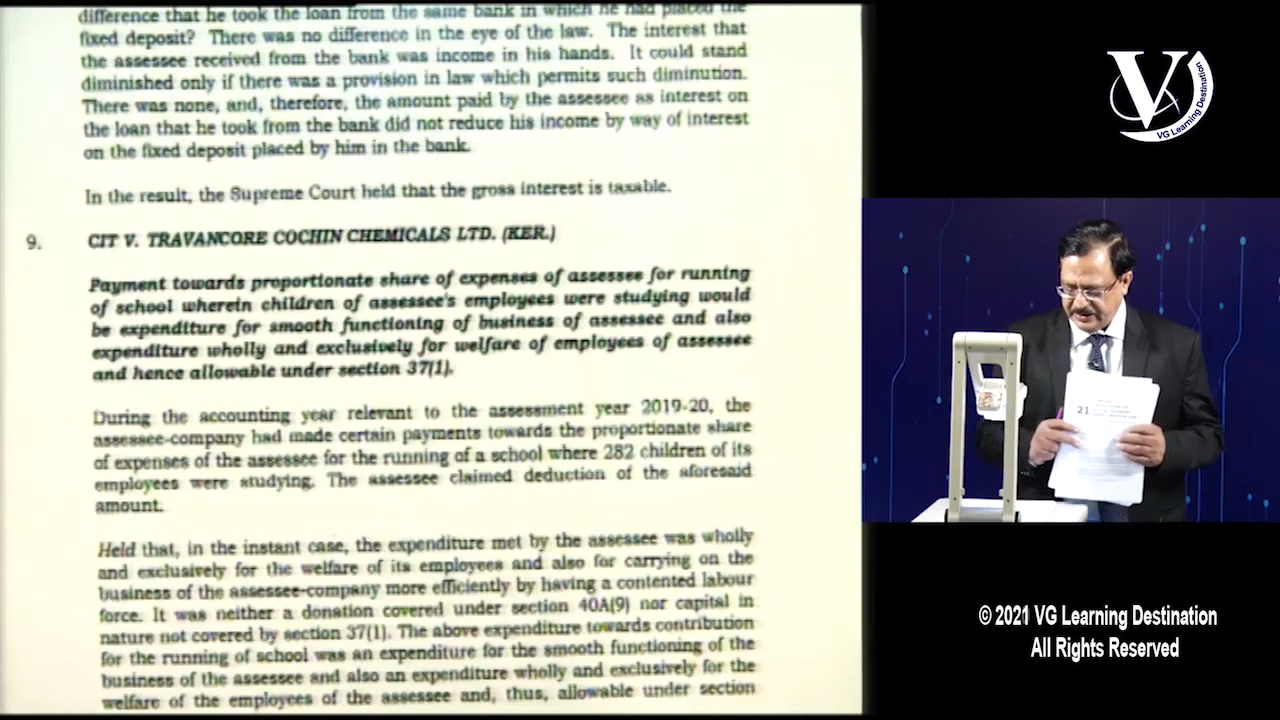 difference that he took the loan from the same bank in which he had placed the
fixed deposit? There was no difference in the eye of the law. The interest that
the assessee received from the bank was income in his hands. It could stand
diminished only if there was a provision in law which permits such diminution.
There was none, and, therefore, the amount paid by the assessee as interest on
the loan that he took from the bank did not reduce his income by way of interest
on the fixed deposit placed by him in the bank.
In the result, the Supreme Court held that the gross interest is taxable.
9. CIT V. TRAVANCORE COCHIN CHEMICALS LTD. (KER.)
Payment towards proportionate share of expenses of assessee for running
of school wherein children of assessee's employees were studying would
be expenditure for smooth functioning of business of assessee and also
expenditure wholly and exclusively for welfare of employees of assessee
and hence allowable under section 37(1).
During the accounting year relevant to the assessment year 2019-20, the
assessee-company had made certain payments towards the proportionate share
of expenses of the assessee for the running of a school where 282 children of its
employees were studying. The assessee claimed deduction of the aforesaid
amount.
Held that, in the instant case, the expenditure met by the assessee was wholly
and exclusively for the welfare of its employees and also for carrying on the
business of the assessee-company more efficiently by having a contented labour
force. It was neither a donation covered under section 40A(9) nor capital in
nature not covered by section 37(1). The above expenditure towards contribution
for the running of school was an expenditure for the smooth functioning of the
business of the assessee and also an expenditure wholly and exclusively for the
welfare of the employees of the assessee and, thus, allowable under section
V
VG Learning Destination
21
© 2021 VG Learning Destination
All Rights Reserved